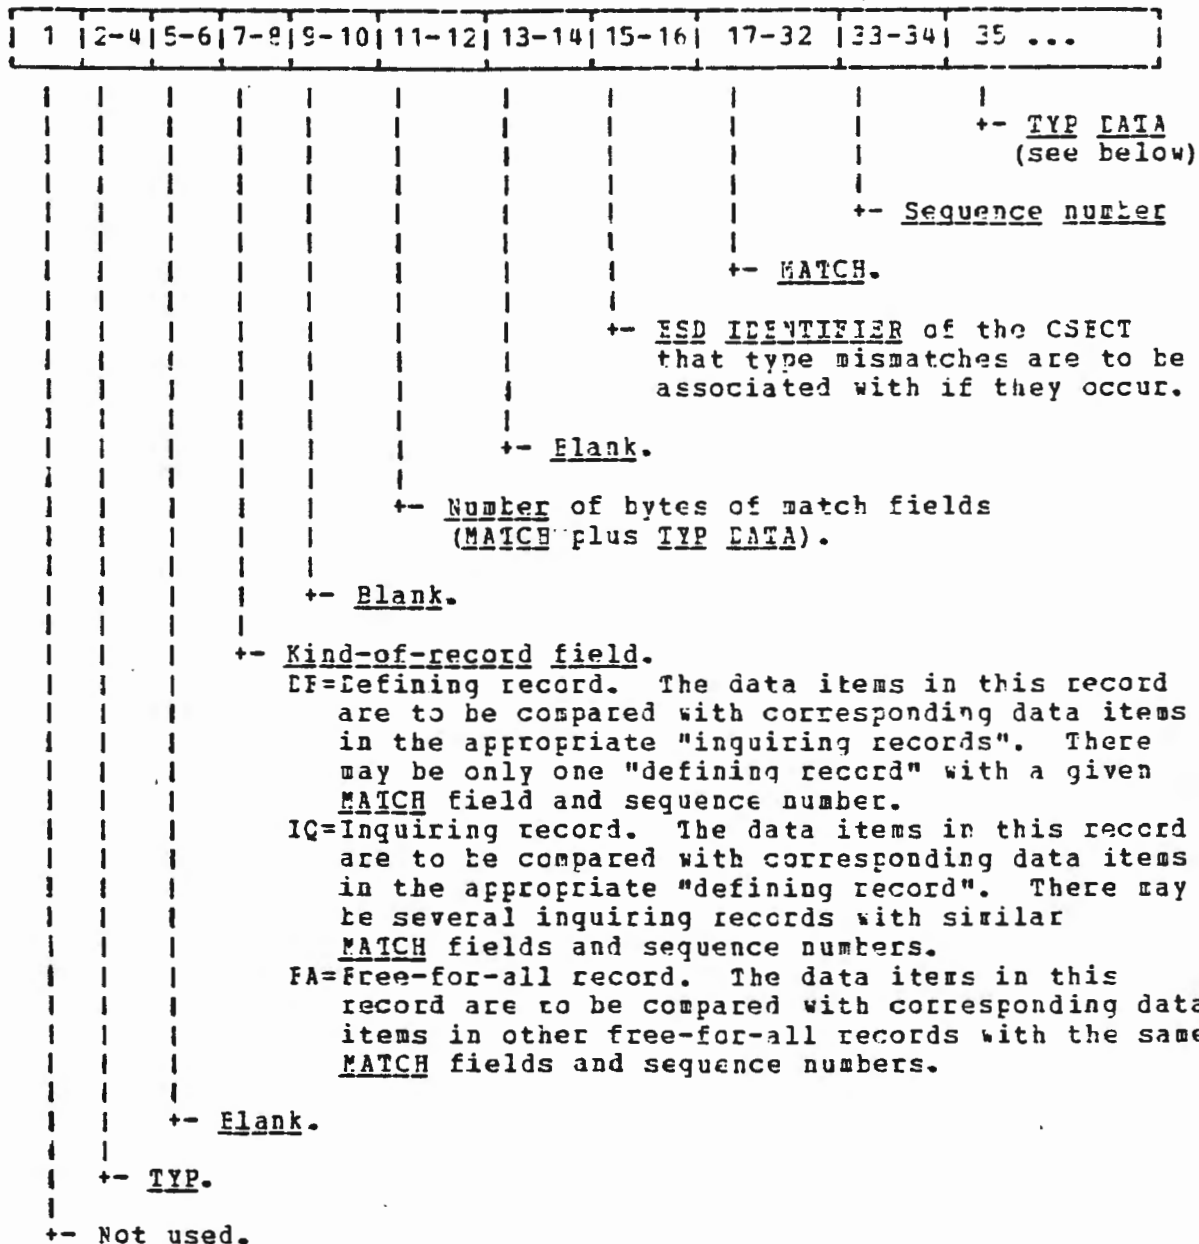 1 |2-4|5-6|7-8|9-10|11-12|13-14|15-16| 17-32 |33-34| 35 ...
+- TYP DATA
(see below)
+- Sequence number
+- MATCH.
+- ESD IDENTIFIER of the CSECT
that type mismatches are to be
associated with if they occur.
+- Blank.
+- Number of bytes of match fields
(MATCH plus TYP DATA).
+- Blank.
+- Kind-of-record field.
DF=Defining record. The data items in this record
are to be compared with corresponding data items
in the appropriate "inquiring records". There
may be only one "defining record" with a given
MATCH field and sequence number.
IQ=Inquiring record. The data items in this record
are to be compared with corresponding data items
in the appropriate "defining record". There may
be several inquiring records with similar
MATCH fields and sequence numbers.
FA=Free-for-all record. The data items in this
record are to be compared with corresponding data
items in other free-for-all records with the same
MATCH fields and sequence numbers.
+- Blank.
+- TYP.
+- Not used.